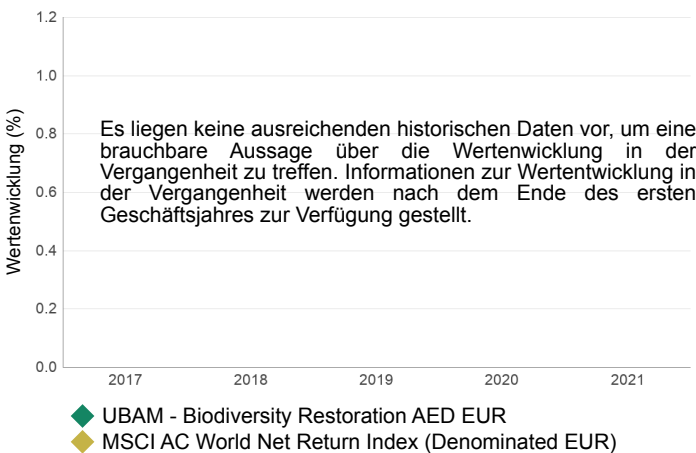 1.2
1.0
0.8
0.6
0.4
0.2
0.0
Wertenwicklung (%)
Es liegen keine ausreichenden historischen Daten vor, um eine
brauchbare Aussage über die Wertenwicklung in der
Vergangenheit zu treffen. Informationen zur Wertentwicklung in
der Vergangenheit werden nach dem Ende des ersten
Geschäftsjahres zur Verfügung gestellt.
2017 2018 2019 2020 2021
UBAM - Biodiversity Restoration AED EUR
MSCI AC World Net Return Index (Denominated EUR)